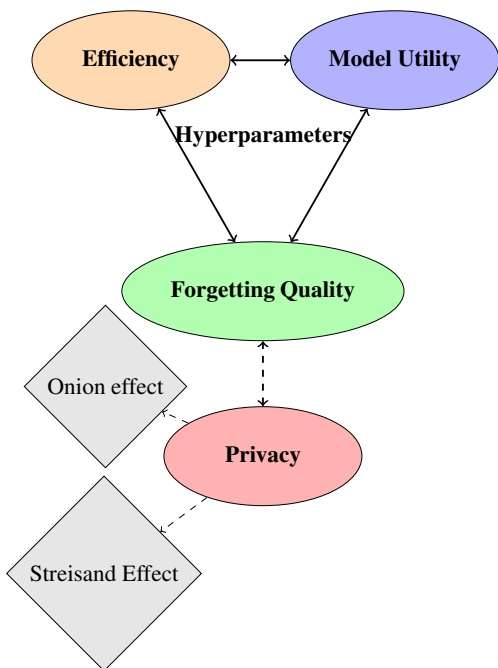 Efficiency
Model Utility
Hyperparameters
Forgetting Quality
Onion effect
Privacy
Streisand Effect